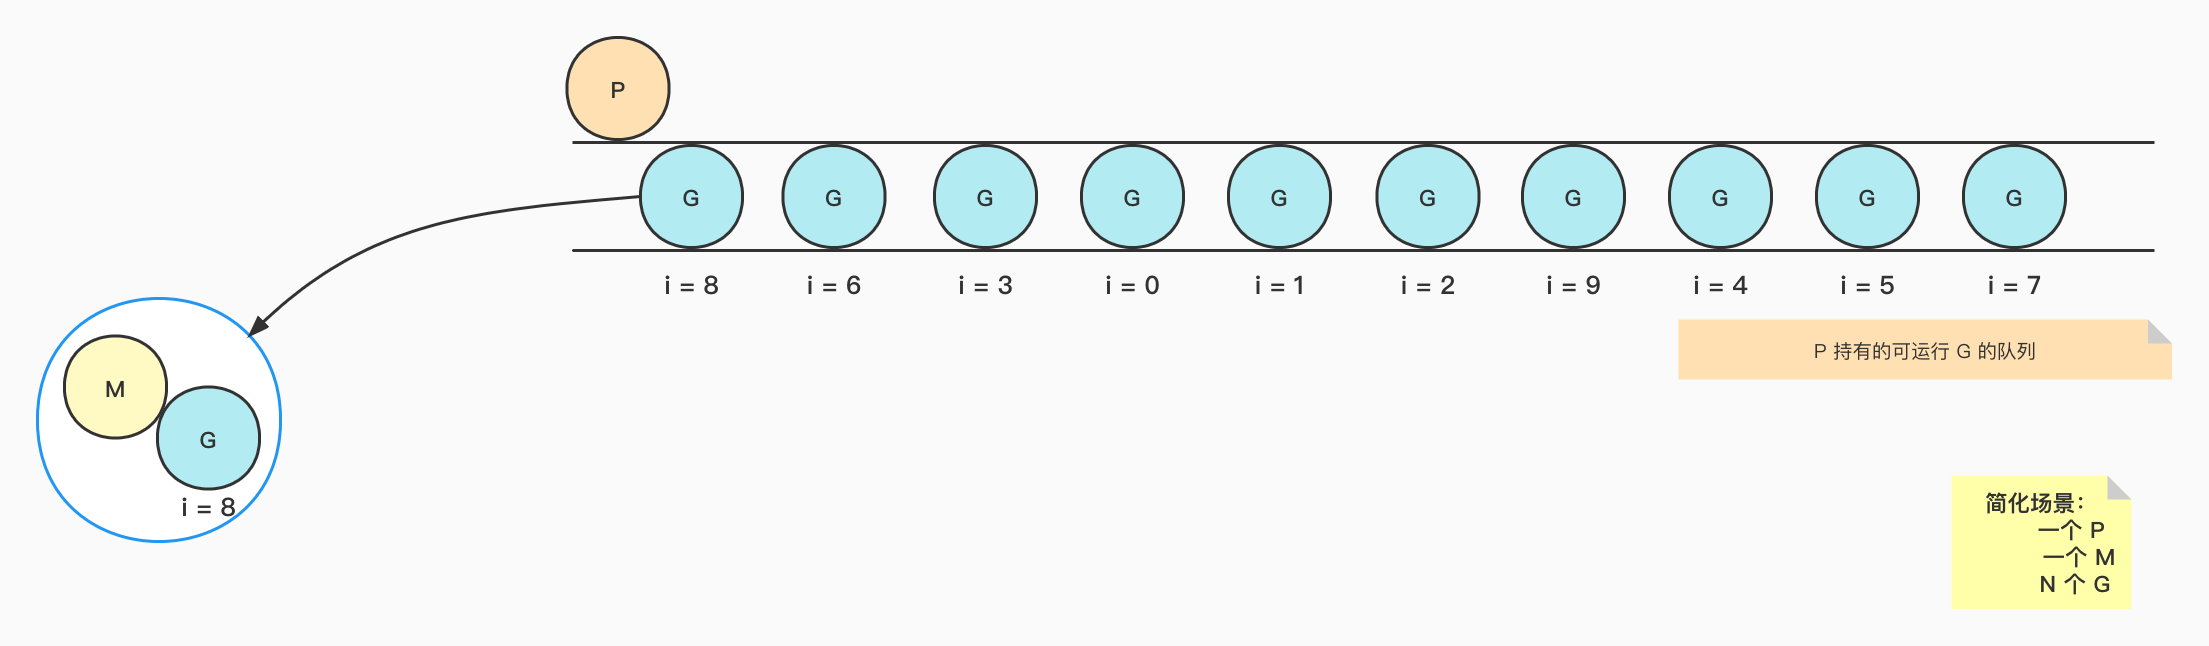 P
G G G G G G G G G G
i = 8 i = 6 i = 3 i = 0 i = 1 i = 2 i = 9 i = 4 i = 5 i = 7
P 持有的可运行 G 的队列
M
G
i = 8
简化场景：
一个 P
一个 M
N 个 G